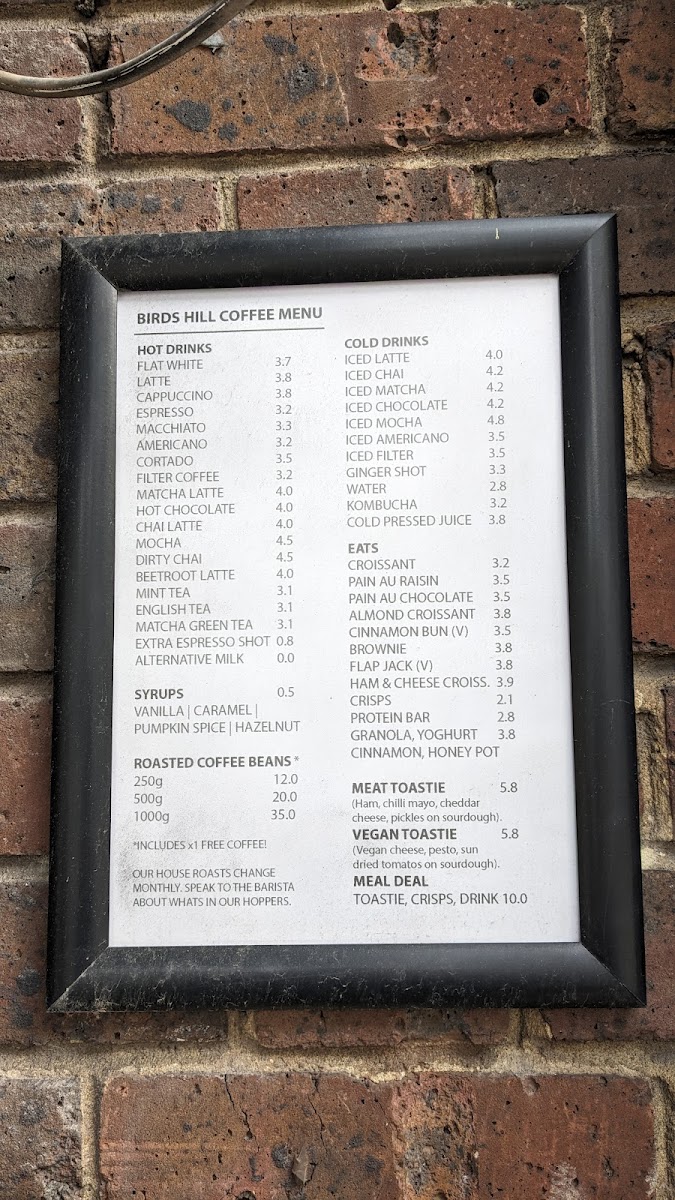 BIRDS HILL COFFEE MENU
HOT DRINKS
FLAT WHITE 3.7
LATTE 3.8
CAPPUCCINO 3.8
ESPRESSO 3.2
MACCHIATO 3.3
AMERICANO 3.2
CORTADO 3.5
FILTER COFFEE 3.2
MATCHA LATTE 4.0
HOT CHOCOLATE 4.0
CHAI LATTE 4.0
MOCHA 4.5
DIRTY CHAI 4.5
BEETROOT LATTE 4.0
MINT TEA 3.1
ENGLISH TEA 3.1
MATCHA GREEN TEA 3.1
EXTRA ESPRESSO SHOT 0.8
ALTERNATIVE MILK 0.0
SYRUPS 0.5
VANILLA | CARAMEL |
PUMPKIN SPICE | HAZELNUT
ROASTED COFFEE BEANS *
250g 12.0
500g 20.0
1000g 35.0
*INCLUDES x1 FREE COFFEE!
OUR HOUSE ROASTS CHANGE
MONTHLY. SPEAK TO THE BARISTA
ABOUT WHATS IN OUR HOPPERS.
COLD DRINKS
ICED LATTE 4.0
ICED CHAI 4.2
ICED MATCHA 4.2
ICED CHOCOLATE 4.2
ICED MOCHA 4.8
ICED AMERICANO 3.5
ICED FILTER 3.5
GINGER SHOT 3.3
WATER 2.8
KOMBUCHA 3.2
COLD PRESSED JUICE 3.8
EATS
CROISSANT 3.2
PAIN AU RAISIN 3.5
PAIN AU CHOCOLATE 3.5
ALMOND CROISSANT 3.8
CINNAMON BUN (V) 3.5
BROWNIE 3.8
FLAP JACK (V) 3.8
HAM & CHEESE CROISS. 3.9
CRISPS 2.1
PROTEIN BAR 2.8
GRANOLA, YOGHURT 3.8
CINNAMON, HONEY POT
MEAT TOASTIE 5.8
(Ham, chilli mayo, cheddar
cheese, pickles on sourdough).
VEGAN TOASTIE 5.8
(Vegan cheese, pesto, sun
dried tomatos on sourdough).
MEAL DEAL
TOASTIE, CRISPS, DRINK 10.0